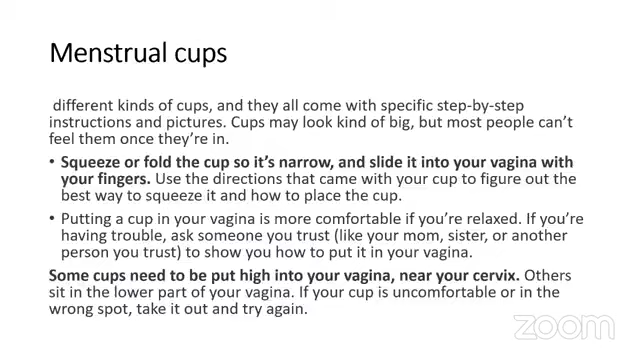 Menstrual cups
different kinds of cups, and they all come with specific step-by-step
instructions and pictures. Cups may look kind of big, but most people can't
feel them once they're in.
• Squeeze or fold the cup so it's narrow, and slide it into your vagina with
your fingers. Use the directions that came with your cup to figure out the
best way to squeeze it and how to place the cup.
• Putting a cup in your vagina is more comfortable if you're relaxed. If you're
having trouble, ask someone you trust (like your mom, sister, or another
person you trust) to show you how to put it in your vagina.
Some cups need to be put high into your vagina, near your cervix. Others
sit in the lower part of your vagina. If your cup is uncomfortable or in the
wrong spot, take it out and try again.
zoom